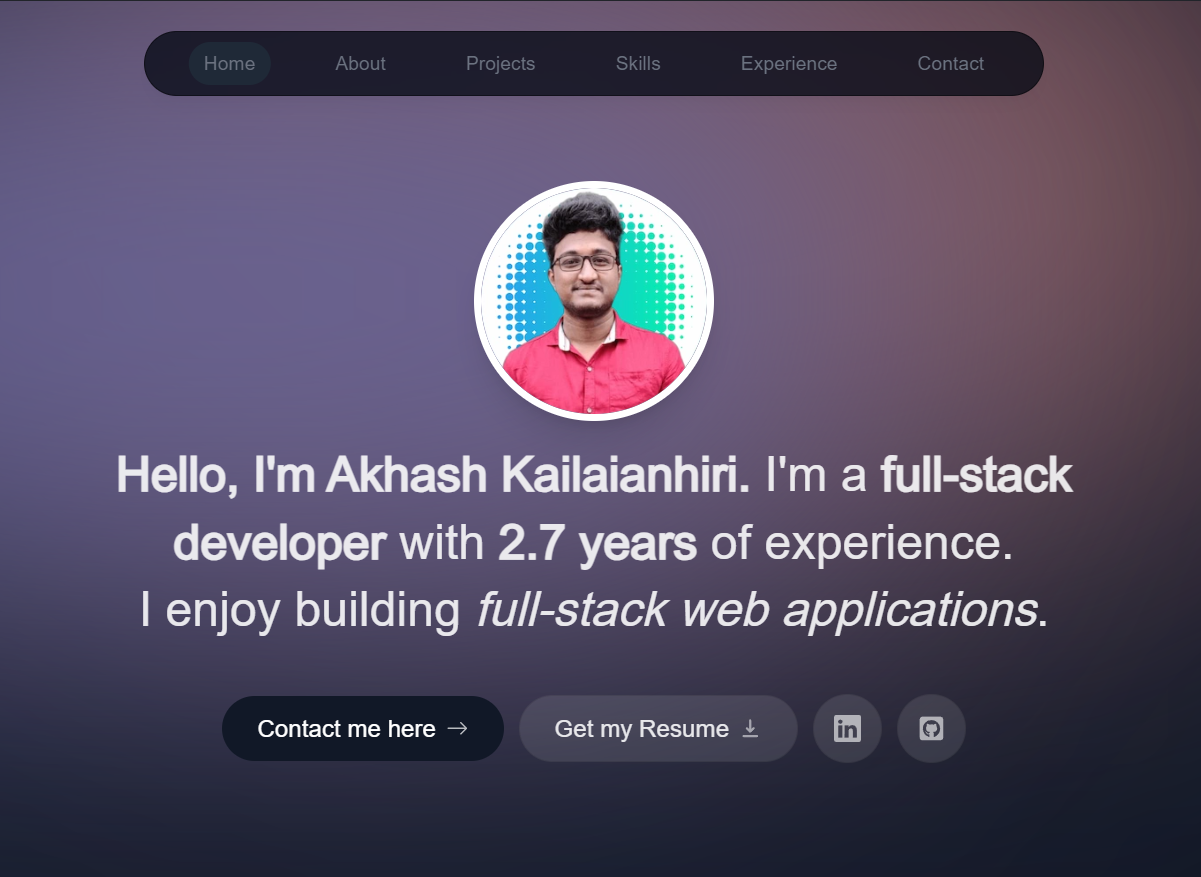 Home About Projects Skills Experience Contact
Hello, I'm Akhash Kailaianhiri. I'm a full-stack
developer with 2.7 years of experience.
I enjoy building full-stack web applications.
Contact me here → Get my Resume in